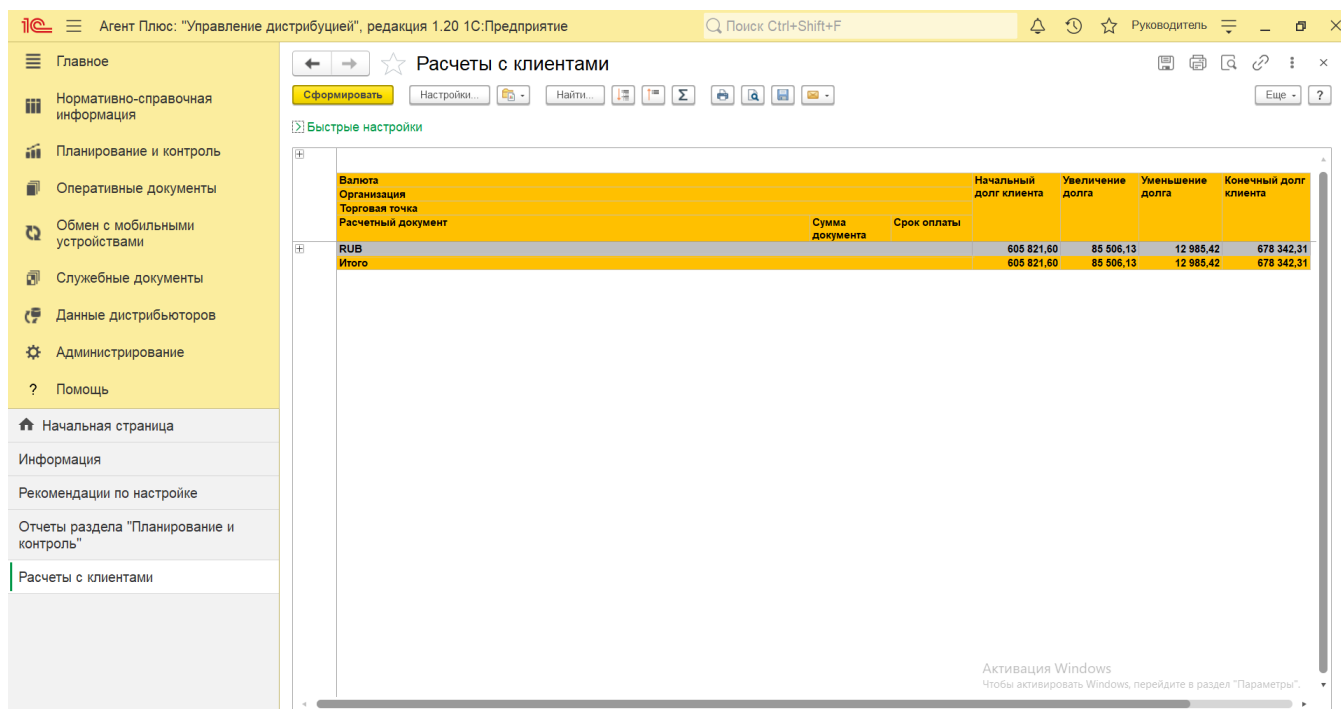 1С Агент Плюс: "Управление дистрибуцией", редакция 1.20 1С:Предприятие
Поиск Ctrl+Shift+F
Руководитель
Главное
Нормативно-справочная
информация
Планирование и контроль
Оперативные документы
Обмен с мобильными
устройствами
Служебные документы
Данные дистрибьюторов
Администрирование
? Помощь
Начальная страница
Информация
Рекомендации по настройке
Отчеты раздела "Планирование и
контроль"
Расчеты с клиентами
Расчеты с клиентами
Сформировать Настройки... Найти... Σ Еще ?
Быстрые настройки
Валюта Начальный Увеличение Уменьшение Конечный долг
Организация долг клиента долга долга клиента
Торговая точка
Расчетный документ Сумма Срок оплаты
документа
RUB 605 821,60 85 506,13 12 985,42 678 342,31
Итого 605 821,60 85 506,13 12 985,42 678 342,31
Активация Windows
Чтобы активировать Windows, перейдите в раздел "Параметры".